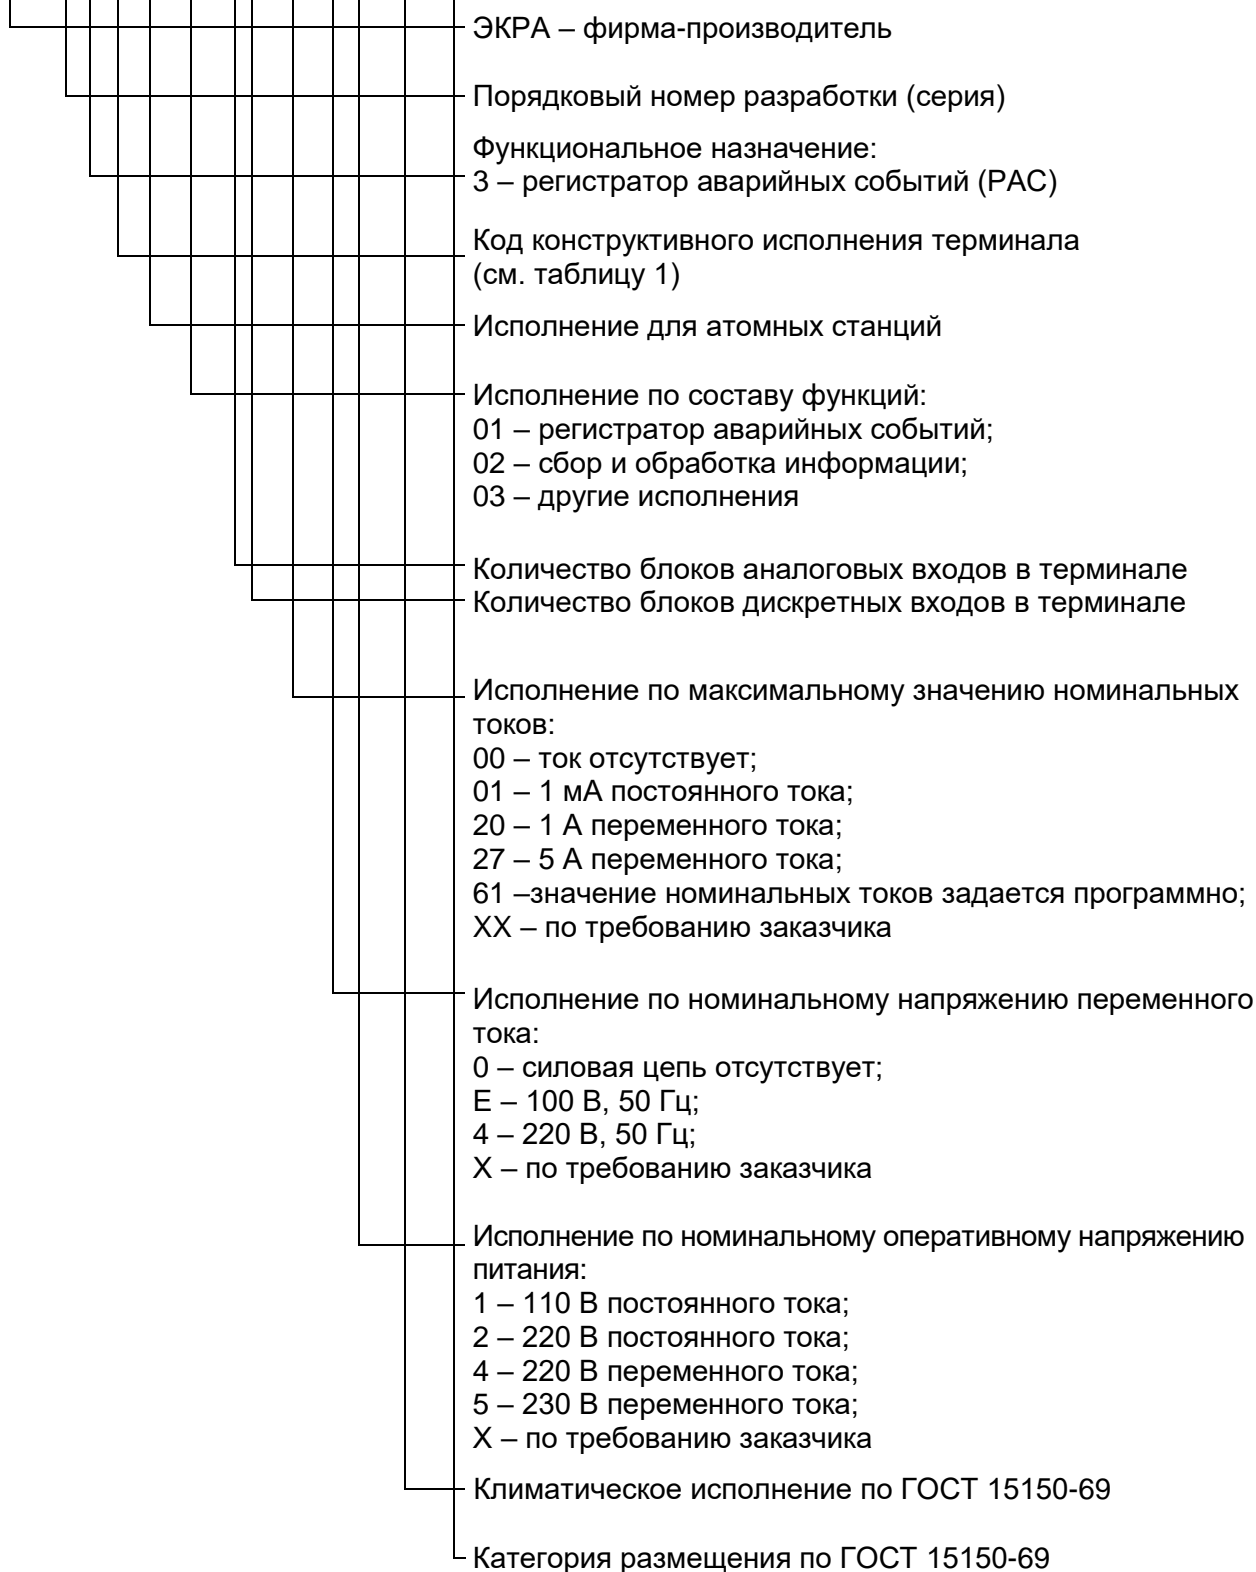 ЭКРА – фирма-производитель
Порядковый номер разработки (серия)
Функциональное назначение:
3 – регистратор аварийных событий (РАС)
Код конструктивного исполнения терминала
(см. таблицу 1)
Исполнение для атомных станций
Исполнение по составу функций:
01 – регистратор аварийных событий;
02 – сбор и обработка информации;
03 – другие исполнения
Количество блоков аналоговых входов в терминале
Количество блоков дискретных входов в терминале
Исполнение по максимальному значению номинальных
токов:
00 – ток отсутствует;
01 – 1 мА постоянного тока;
20 – 1 А переменного тока;
27 – 5 А переменного тока;
61 –значение номинальных токов задается программно;
ХХ – по требованию заказчика
Исполнение по номинальному напряжению переменного
тока:
0 – силовая цепь отсутствует;
Е – 100 В, 50 Гц;
4 – 220 В, 50 Гц;
Х – по требованию заказчика
Исполнение по номинальному оперативному напряжению
питания:
1 – 110 В постоянного тока;
2 – 220 В постоянного тока;
4 – 220 В переменного тока;
5 – 230 В переменного тока;
Х – по требованию заказчика
Климатическое исполнение по ГОСТ 15150-69
Категория размещения по ГОСТ 15150-69